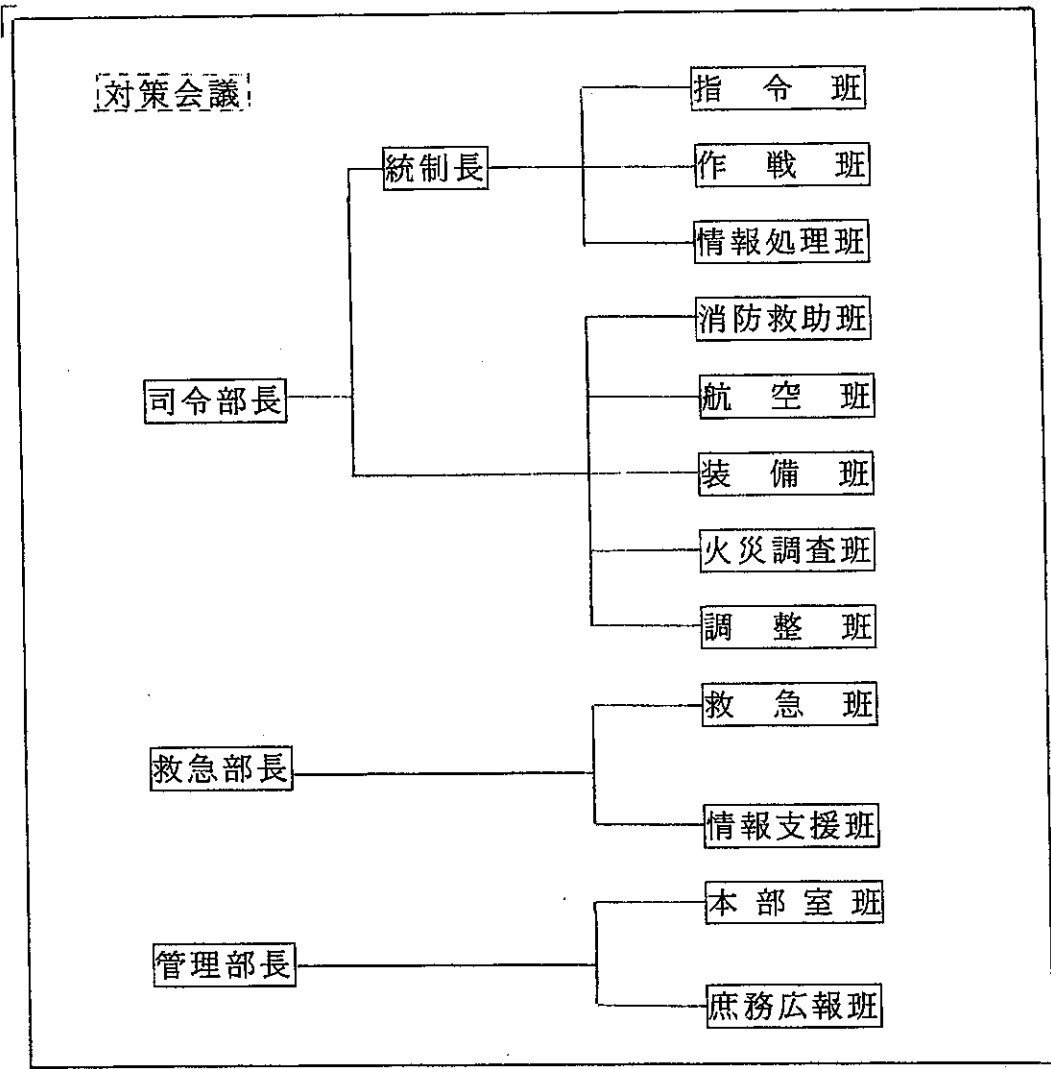 対策会議
指令班
統制長
作戦班
情報処理班
消防救助班
司令部長
航空班
装備班
火災調査班
調整班
救急班
救急部長
情報支援班
本部室班
管理部長
庶務広報班